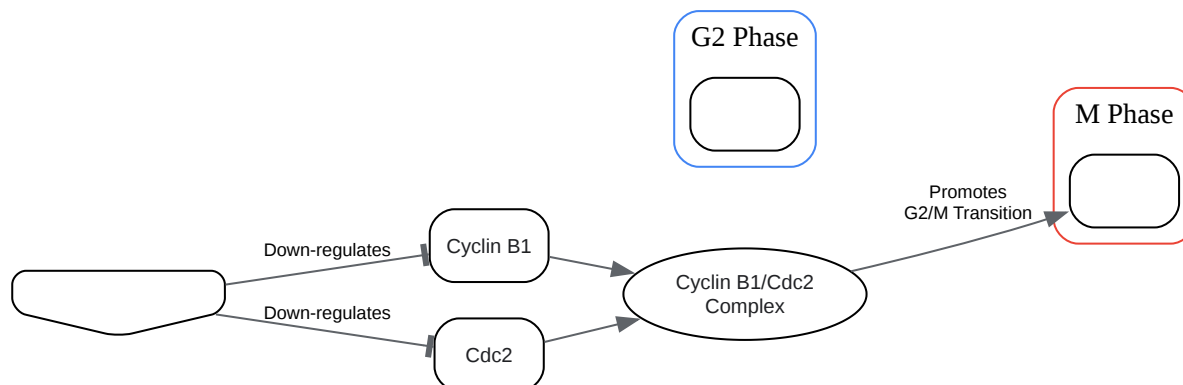 G2 Phase
M Phase
Promotes
G2/M Transition
Down-regulates
Cyclin B1
Cyclin B1/Cdc2
Complex
Down-regulates
Cdc2